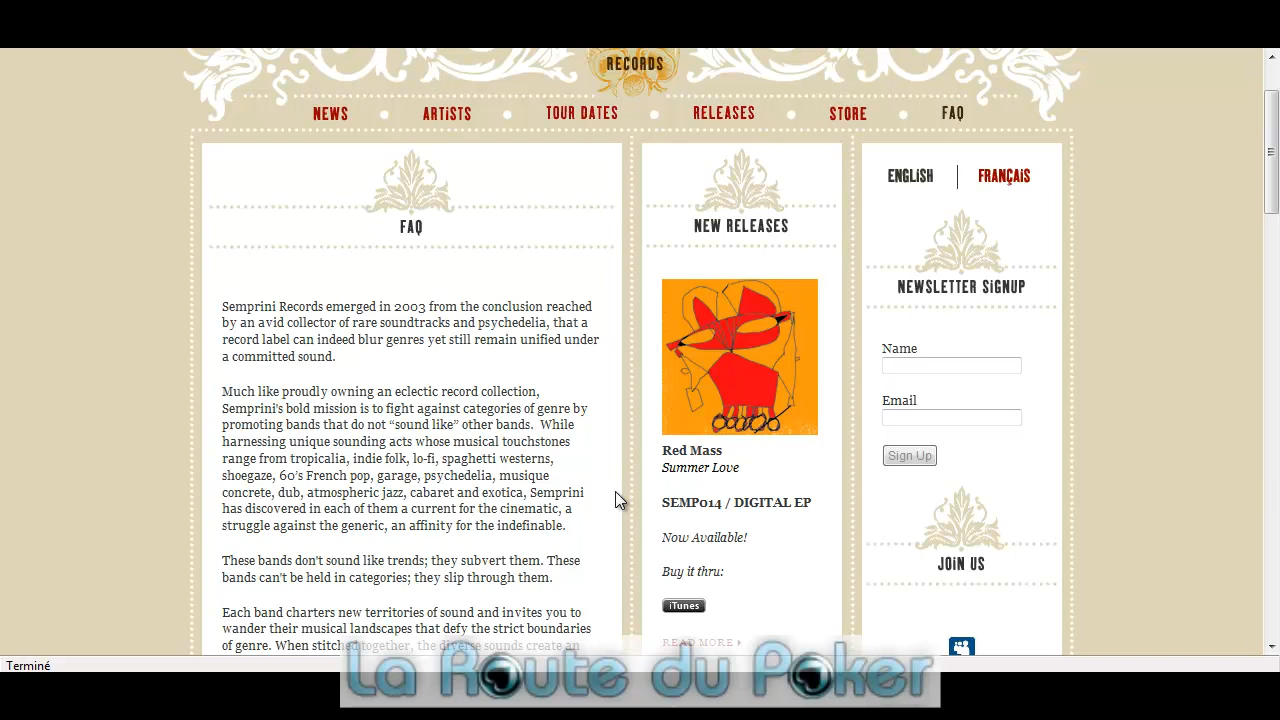 RECORDS
NEWS
ARTiSTS
TOUR DATES
RELEASES
STORE
FAQ
FAQ
Semprini Records emerged in 2003 from the conclusion reached
by an avid collector of rare soundtracks and psychedelia, that a
record label can indeed blur genres yet still remain unified under
a committed sound.
Much like proudly owning an eclectic record collection,
Semprini's bold mission is to fight against categories of genre by
promoting bands that do not “sound like” other bands.  While
harnessing unique sounding acts whose musical touchstones
range from tropicalia, indie folk, lo-fi, spaghetti westerns,
shoegaze, 60’s French pop, garage, psychedelia, musique
concrete, dub, atmospheric jazz, cabaret and exotica, Semprini
has discovered in each of them a current for the cinematic, a
struggle against the generic, an affinity for the indefinable.
These bands don't sound like trends; they subvert them. These
bands can't be held in categories; they slip through them.
Each band charters new territories of sound and invites you to
wander their musical landscapes that defy the strict boundaries
of genre. When stitched together, the diverse sounds create an
NEW RELEASES
Red Mass
Summer Love
SEMP014 / DIGITAL EP
Now Available!
Buy it thru:
iTunes
READ MORE
ENGLiSH
FRANÇAiS
NEWSLETTER SiGNUP
Name
Email
Sign Up
JOiN US
Terminé
La Route du Poker